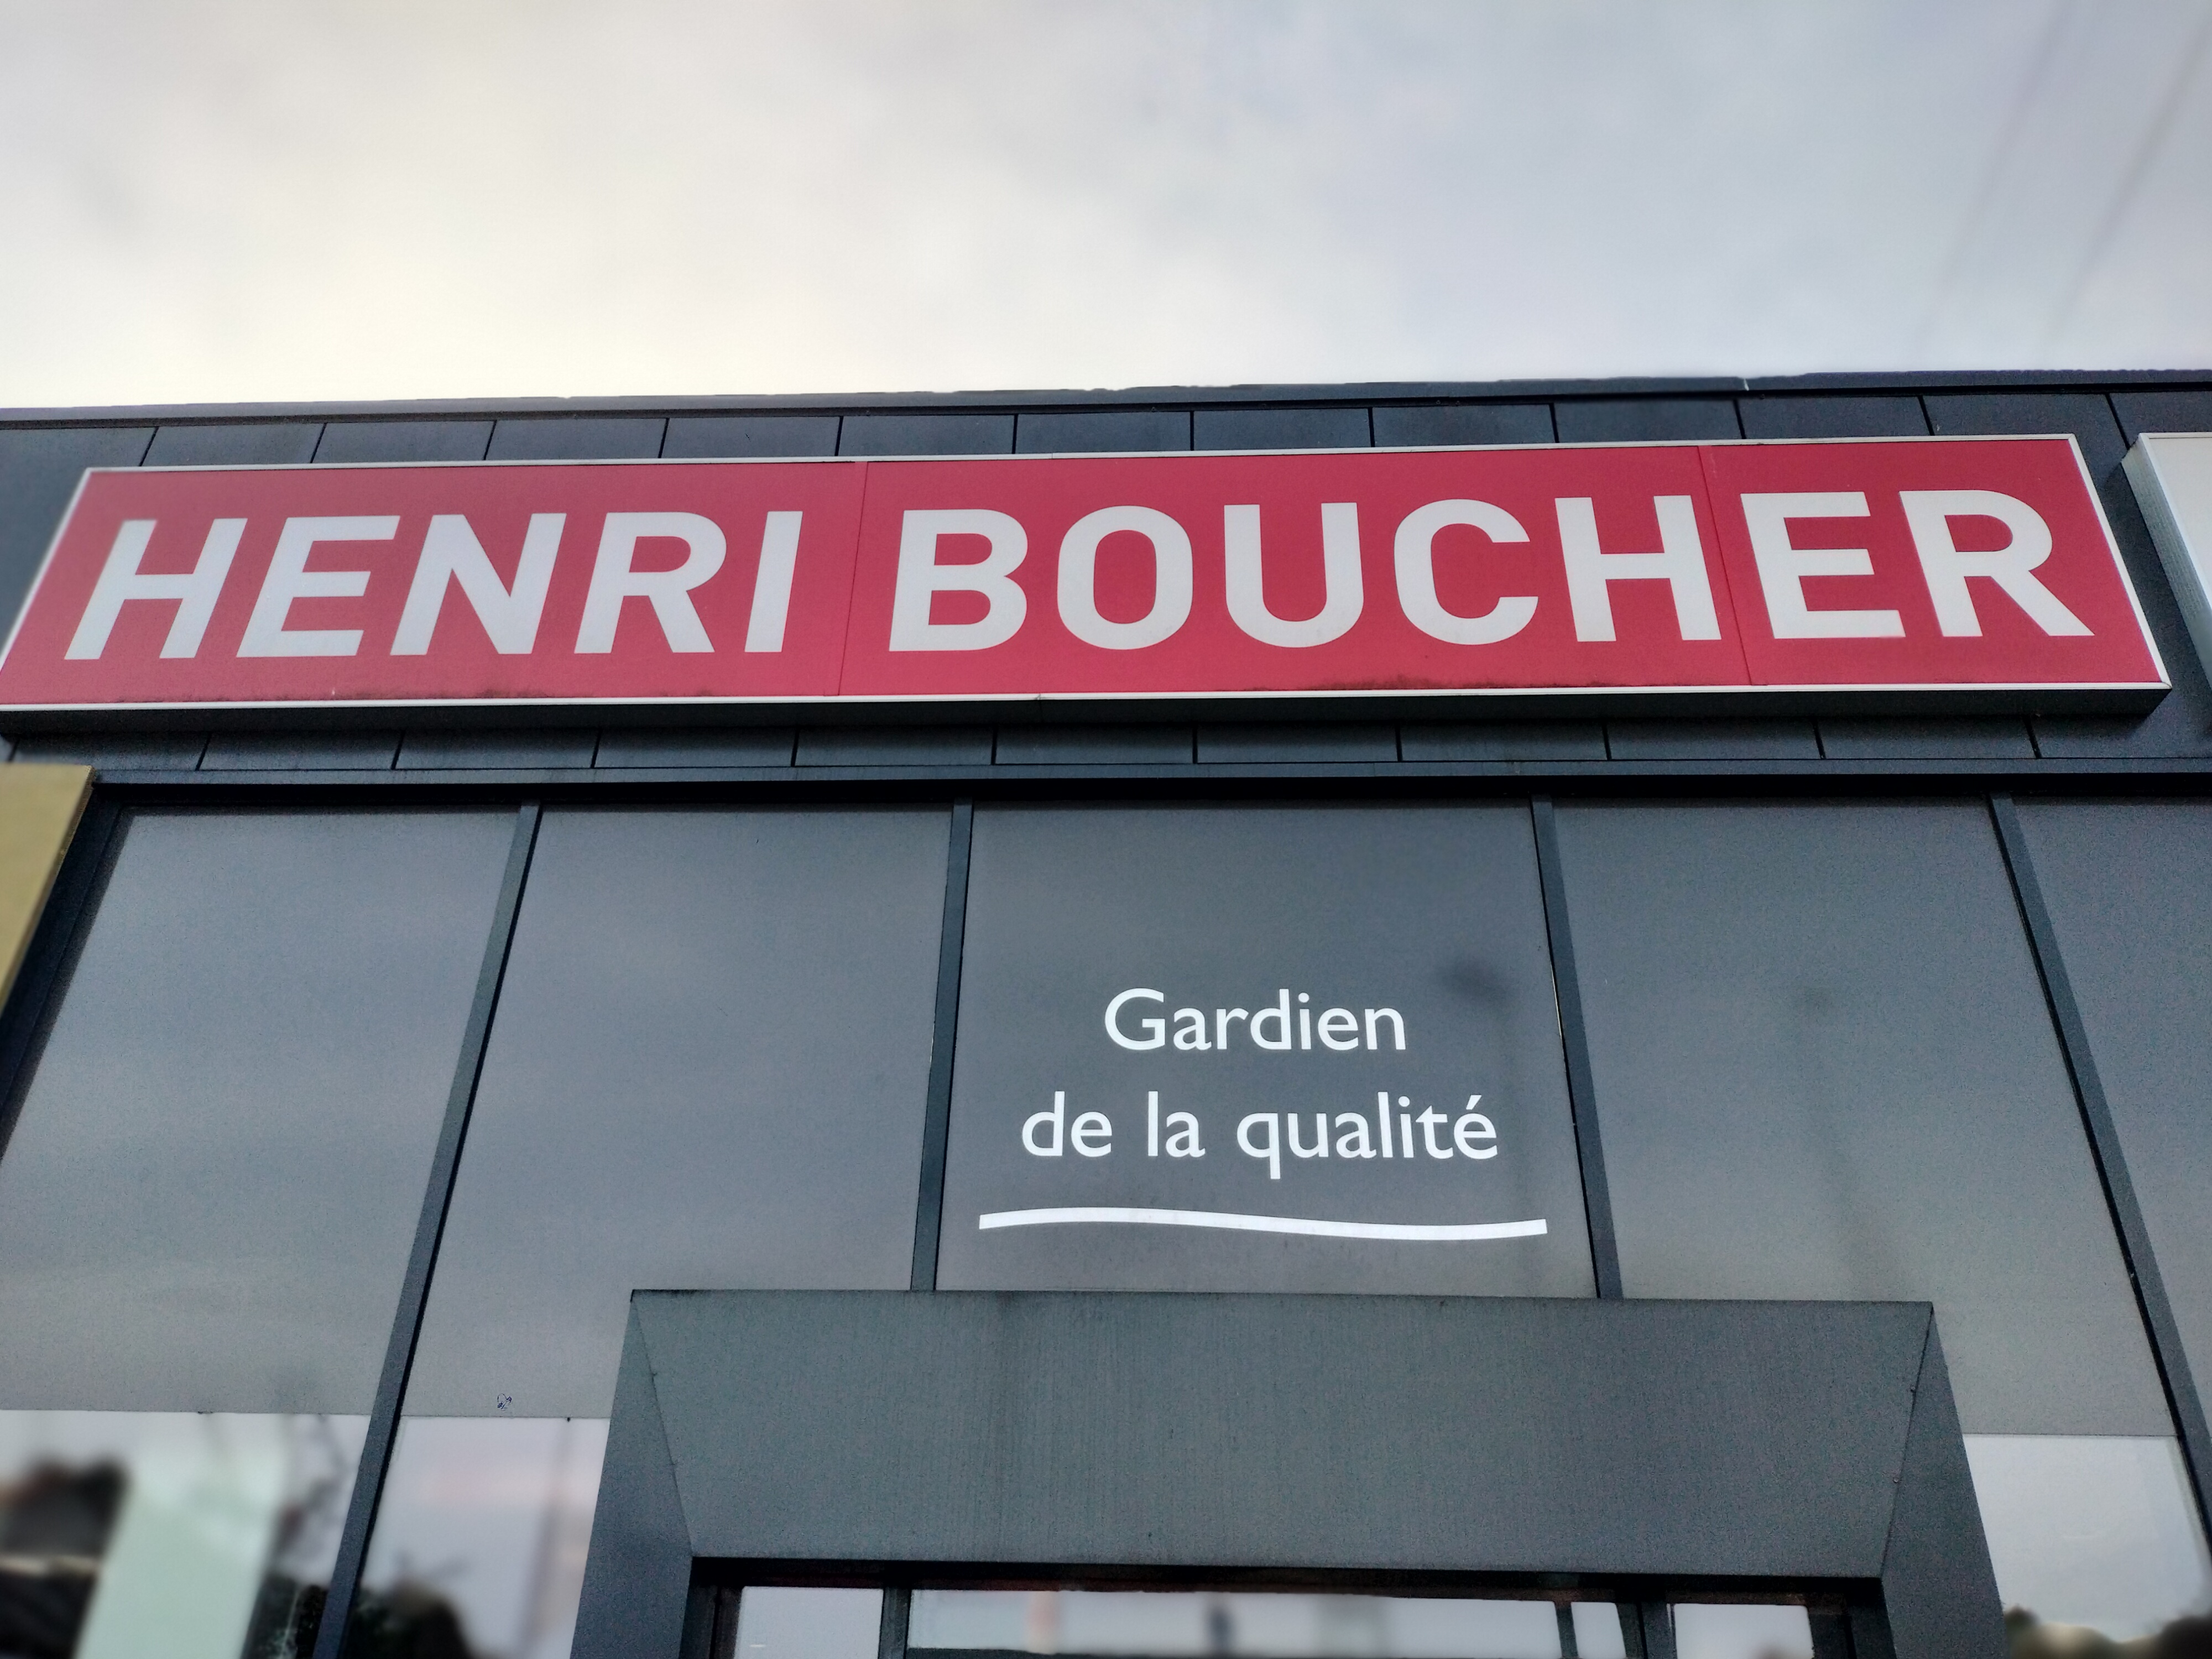 HENRI BOUCHER
Gardien
de la qualité